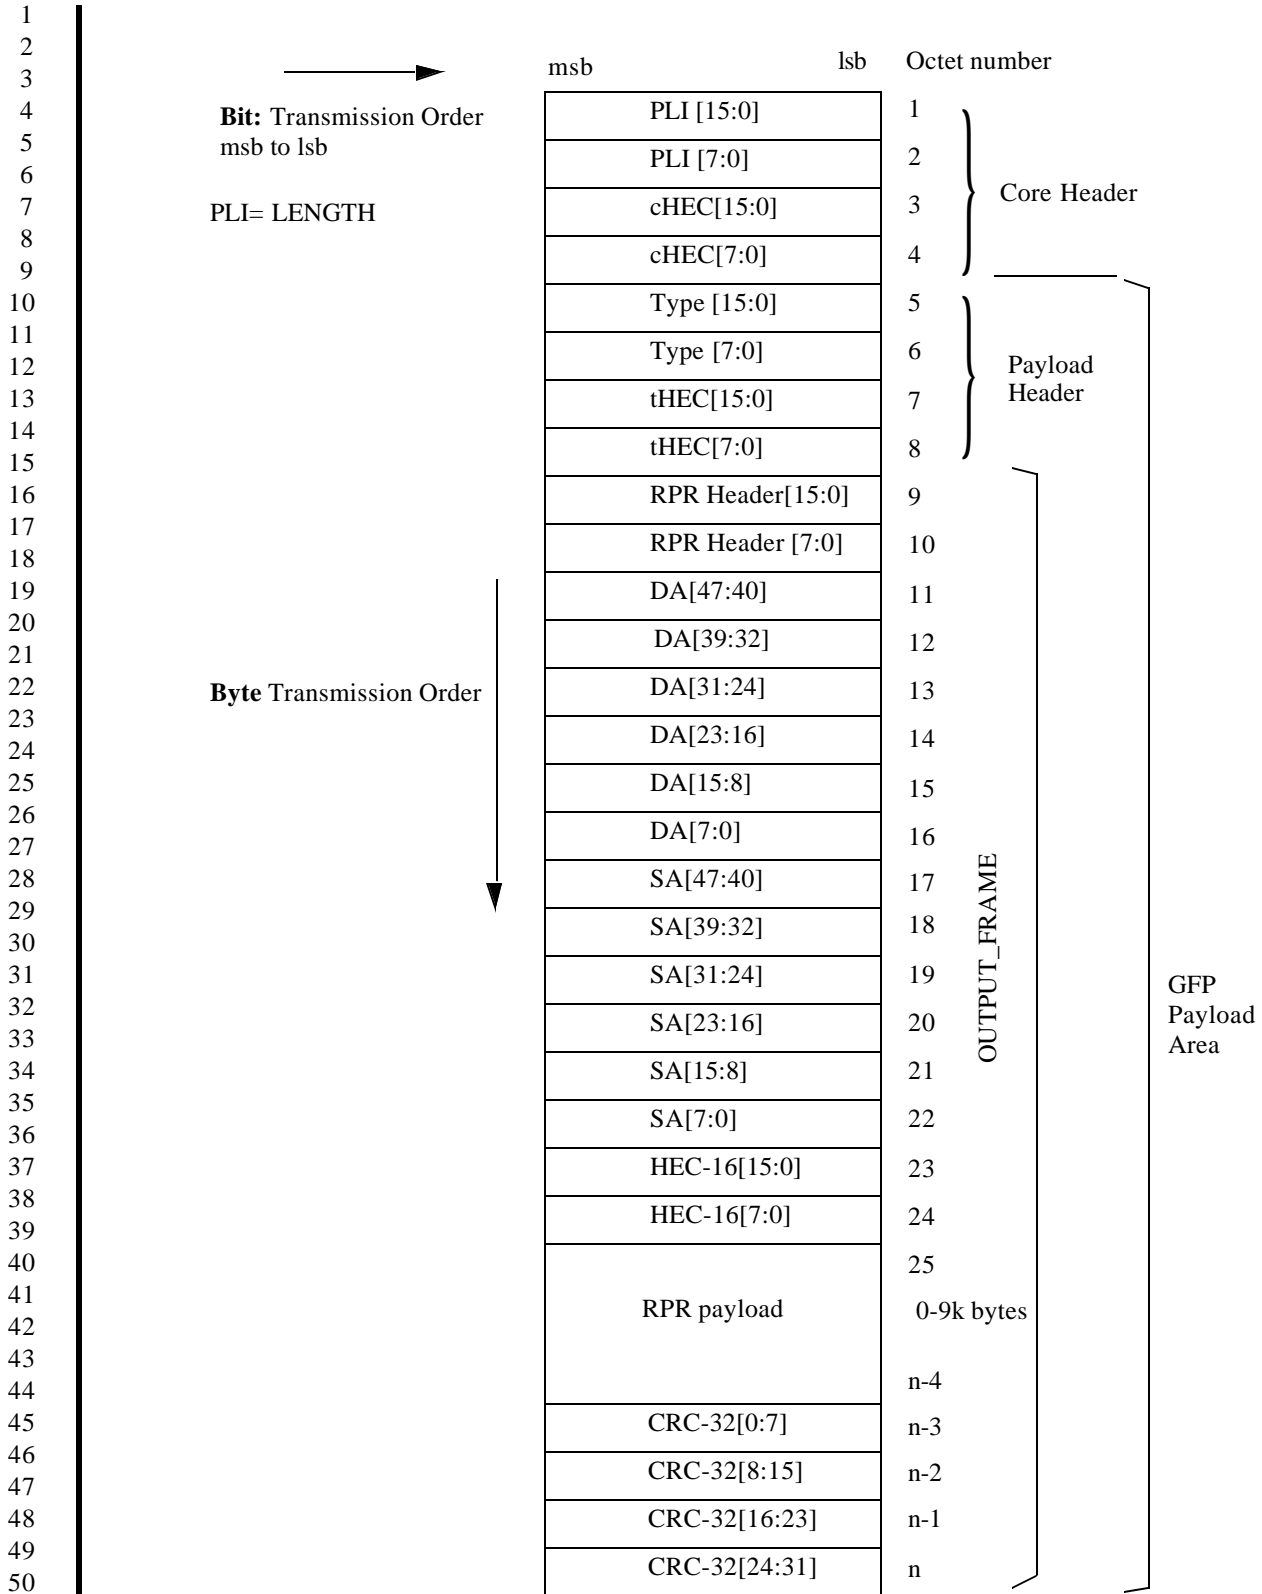 1
2
msb lsb Octet number
3
4 Bit: Transmission Order PLI [15:0] 1
5 msb to lsb PLI [7:0] 2
6
7 PLI= LENGTH cHEC[15:0] 3 Core Header
8 cHEC[7:0] 4
9
10 Type [15:0] 5
11 Type [7:0] 6
12 Payload
13 tHEC[15:0] 7 Header
14 tHEC[7:0] 8
15
16 RPR Header[15:0] 9
17 RPR Header [7:0] 10
18
19 DA[47:40] 11
20 DA[39:32] 12
21
22 Byte Transmission Order DA[31:24] 13
23 DA[23:16] 14
24
25 DA[15:8] 15
26 DA[7:0] 16
27
28 SA[47:40] 17
29 SA[39:32] 18
30
OUTPUT_FRAME
31 SA[31:24] 19 GFP
32 SA[23:16] 20 Payload
33 Area
34 SA[15:8] 21
35 SA[7:0] 22
36
37 HEC-16[15:0] 23
38 HEC-16[7:0] 24
39
40 25
41 RPR payload 0-9k bytes
42
43
44 n-4
45 CRC-32[0:7] n-3
46 CRC-32[8:15] n-2
47
48 CRC-32[16:23] n-1
49 CRC-32[24:31] n
50